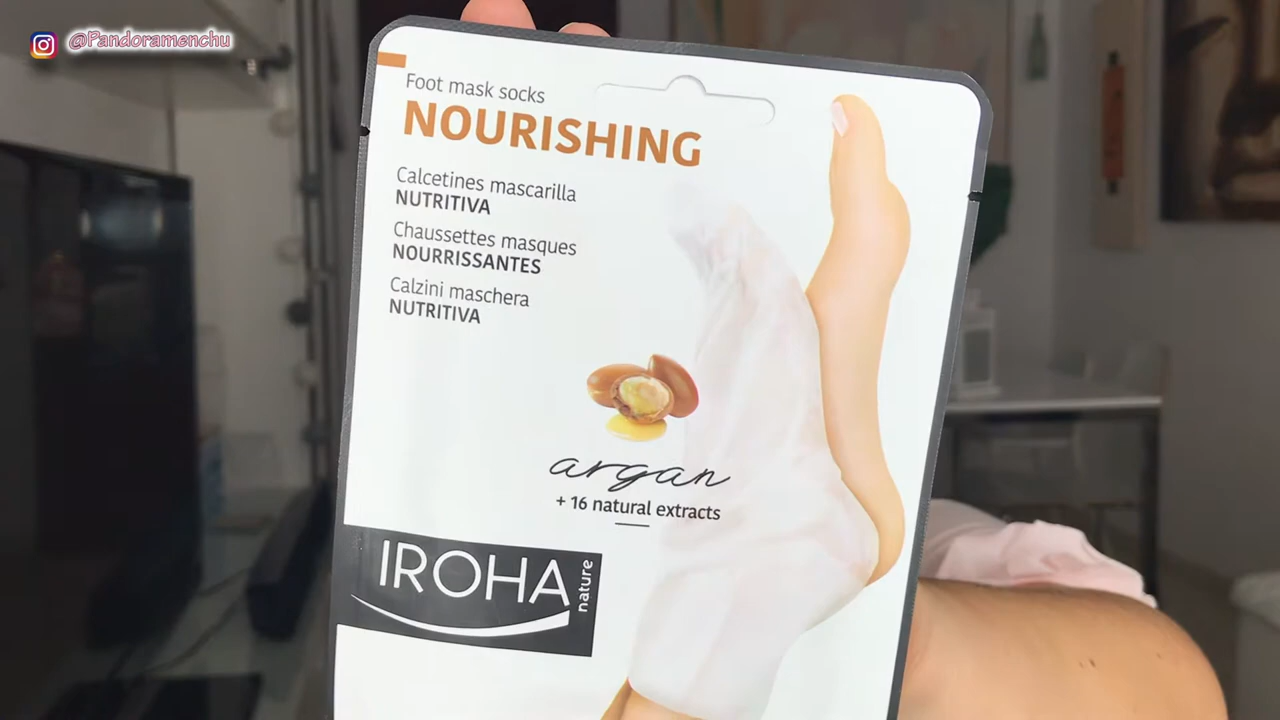 @Pandoramenchu
Foot mask socks
NOURISHING
Calcetines mascarilla
NUTRITIVA
Chaussettes masques
NOURRISSANTES
Calzini maschera
NUTRITIVA
argan
+ 16 natural extracts
IROHA
nature